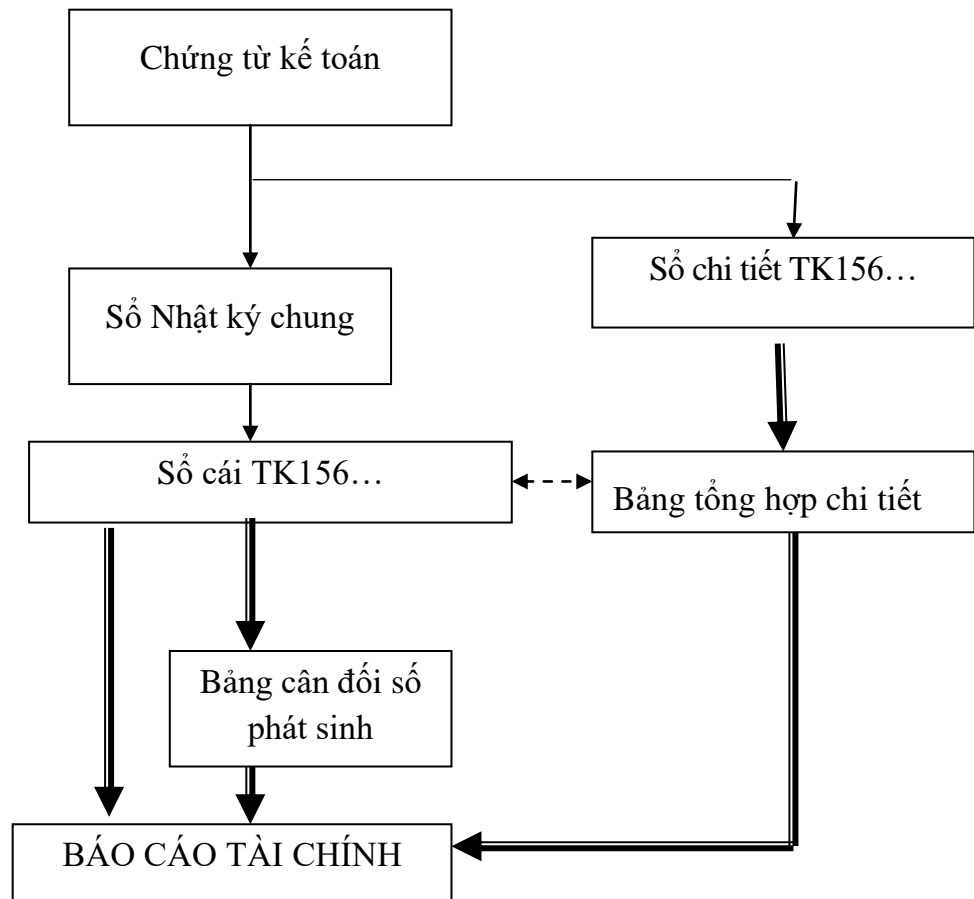 Chứng từ kế toán
Sổ chi tiết TK156…
Sổ Nhật ký chung
Sổ cái TK156…
Bảng tổng hợp chi tiết
Bảng cân đối số
phát sinh
BÁO CÁO TÀI CHÍNH